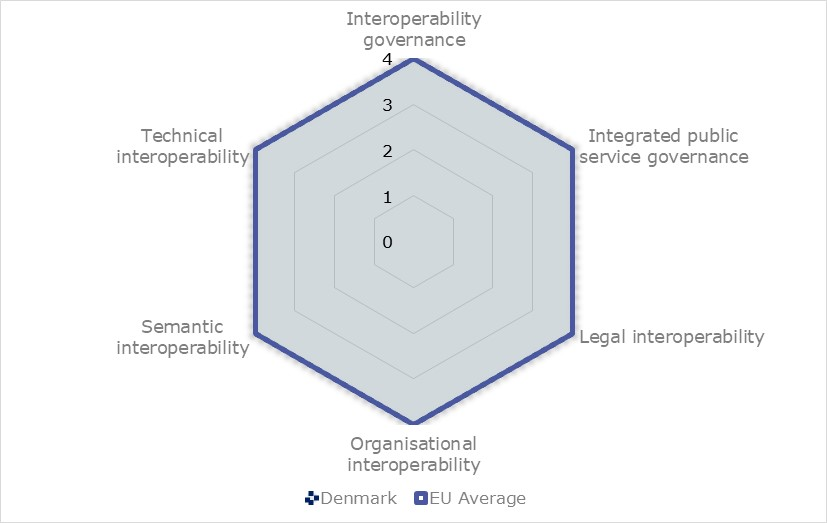 Interoperability
governance
4
3
2
1
0
Technical
interoperability
Integrated public
service governance
Semantic
interoperability
Legal interoperability
Organisational
interoperability
Denmark EU Average